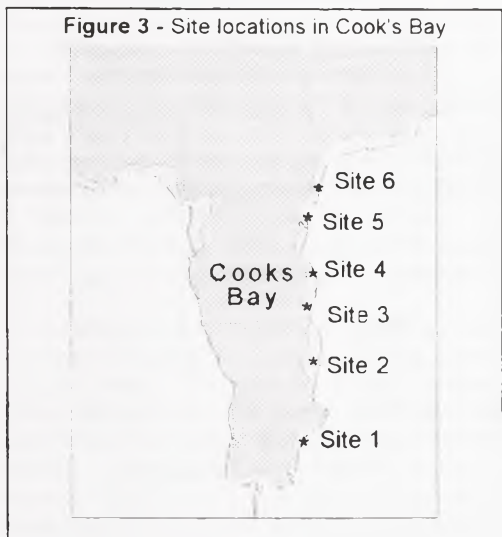 Figure 3 - Site locations in Cook's Bay
Site 6
Site 5
Cooks
Bay
Site 4
Site 3
Site 2
Site 1